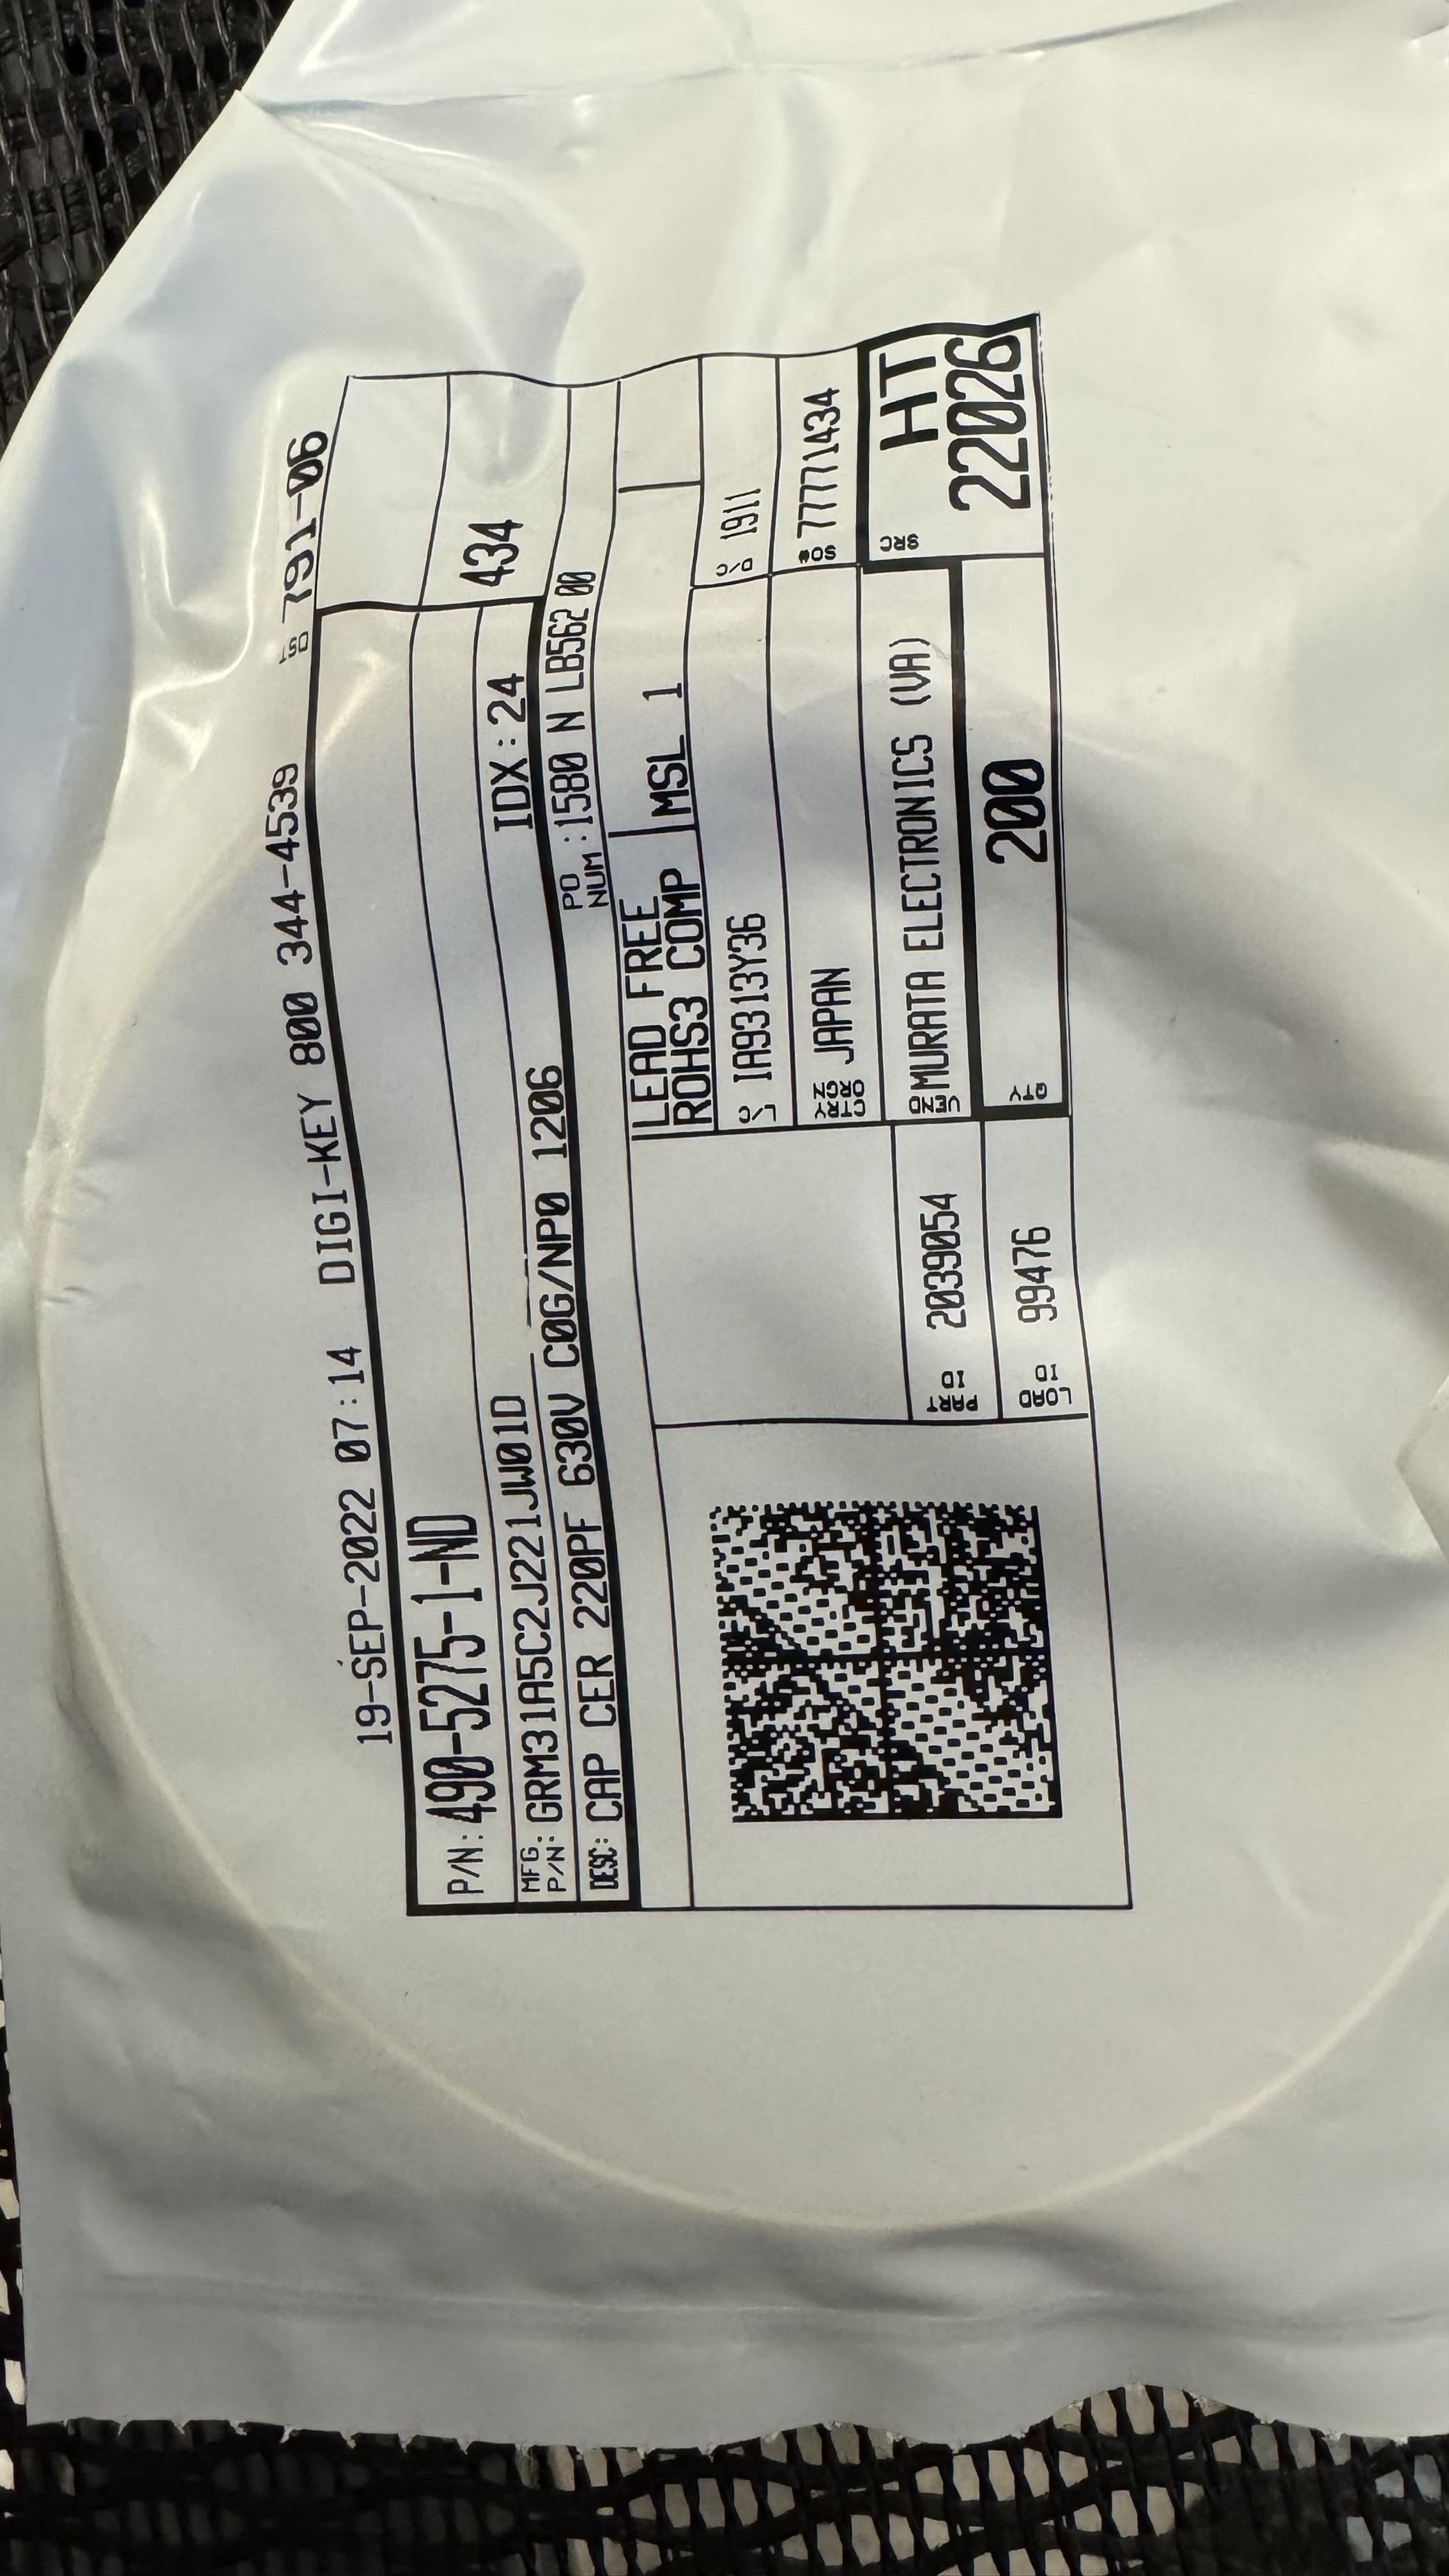 19-SEP-2022 07:14 DIGI-KEY 800 344-4539 DST 791-06
P/N: 490-5275-1-ND
MFG P/N: GRM31A5C2J221JW01D IDX:24 434
DESC: CAP CER 220PF 630V C0G/NP0 1206
PO NUM :1580 N LB562 00
LEAD FREE
ROHS3 COMP MSL 1
L/C IA9313Y36 D/C 1911
CTRY ORGN JAPAN SO# 77771434
PART ID 2039054 VEND MURATA ELECTRONICS (VA) SRC HT
LOAD ID 99476 QTY 200 22026